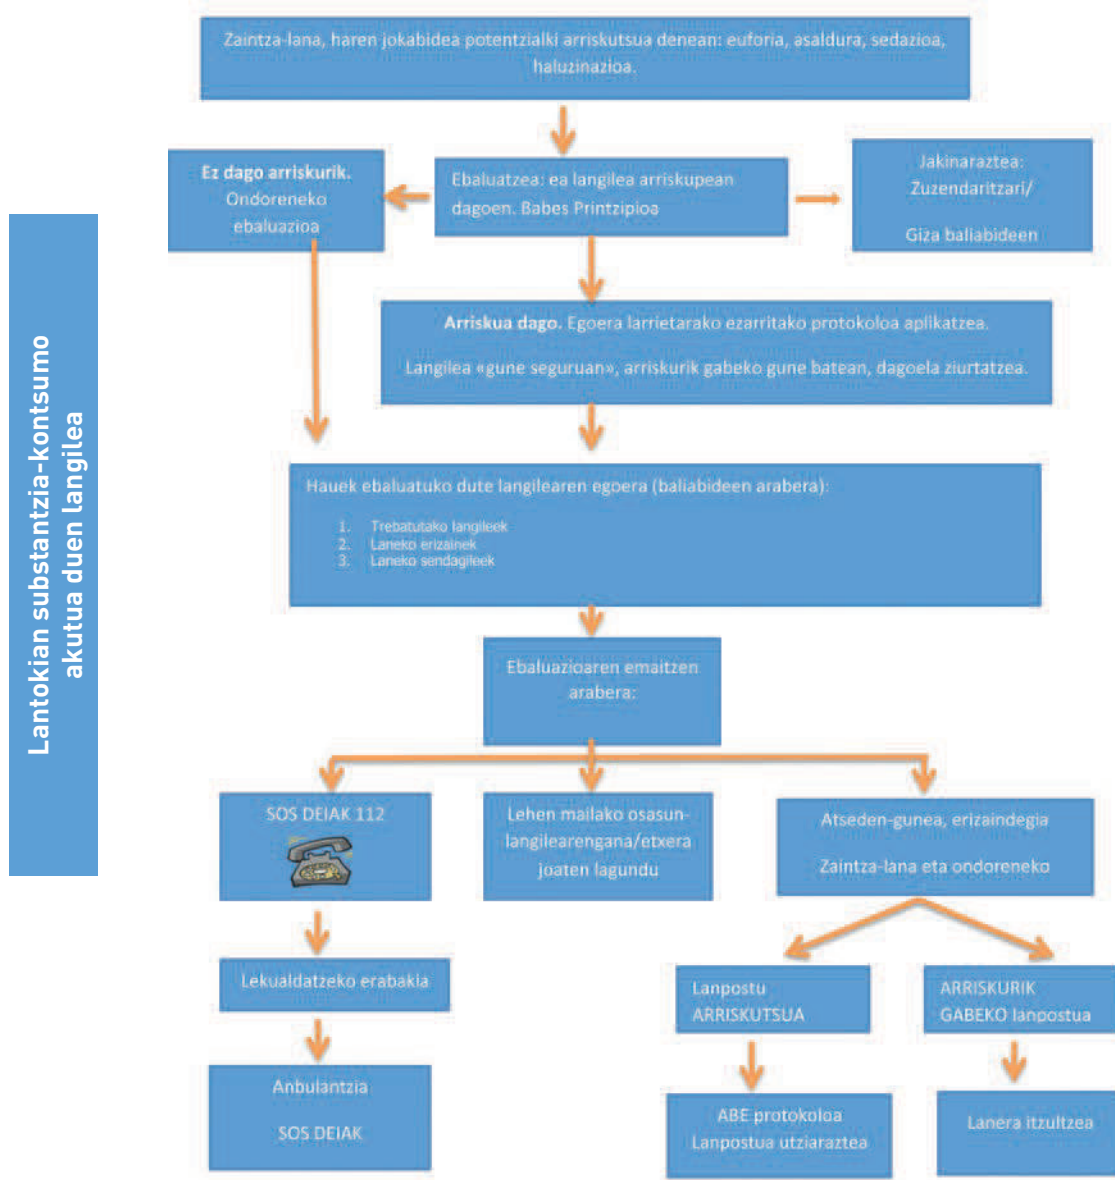 Lantokian substantzia-kontsumo
akutua duen langilea
Zaintza-lana, haren jokabidea potentzialki arriskutsua denean: euforia, asaldura, sedazioa,
haluzinazioa.
Ez dago arriskurik.
Ondoreneko
ebaluazioa
Ebaluatzea: ea langilea arriskupean
dagoen. Babes Printzipioa
Jakinaraztea:
Zuzendaritzari/
Giza baliabideen
Arriskua dago. Egoera larrietarako ezarritako protokoloa aplikatzea.
Langilea «gune seguruan», arriskurik gabeko gune batean, dagoela ziurtatzea.
Hauek ebaluatuko dute langilearen egoera (baliabideen arabera):
1. Trebatutako langileek
2. Laneko erizainek
3. Laneko sendagileek
Ebaluazioaren emaitzen
arabera:
SOS DEIAK 112
Lehen mailako osasun-
langilearengana/etxera
joaten lagundu
Atseden-gunea, erizaindegia
Zaintza-lana eta ondoreneko
Lekualdatzeko erabakia
Lanpostu
ARRISKUTSUA
ARRISKURIK
GABEKO lanpostua
Anbulantzia
SOS DEIAK
ABE protokoloa
Lanpostua utziaraztea
Lanera itzultzea